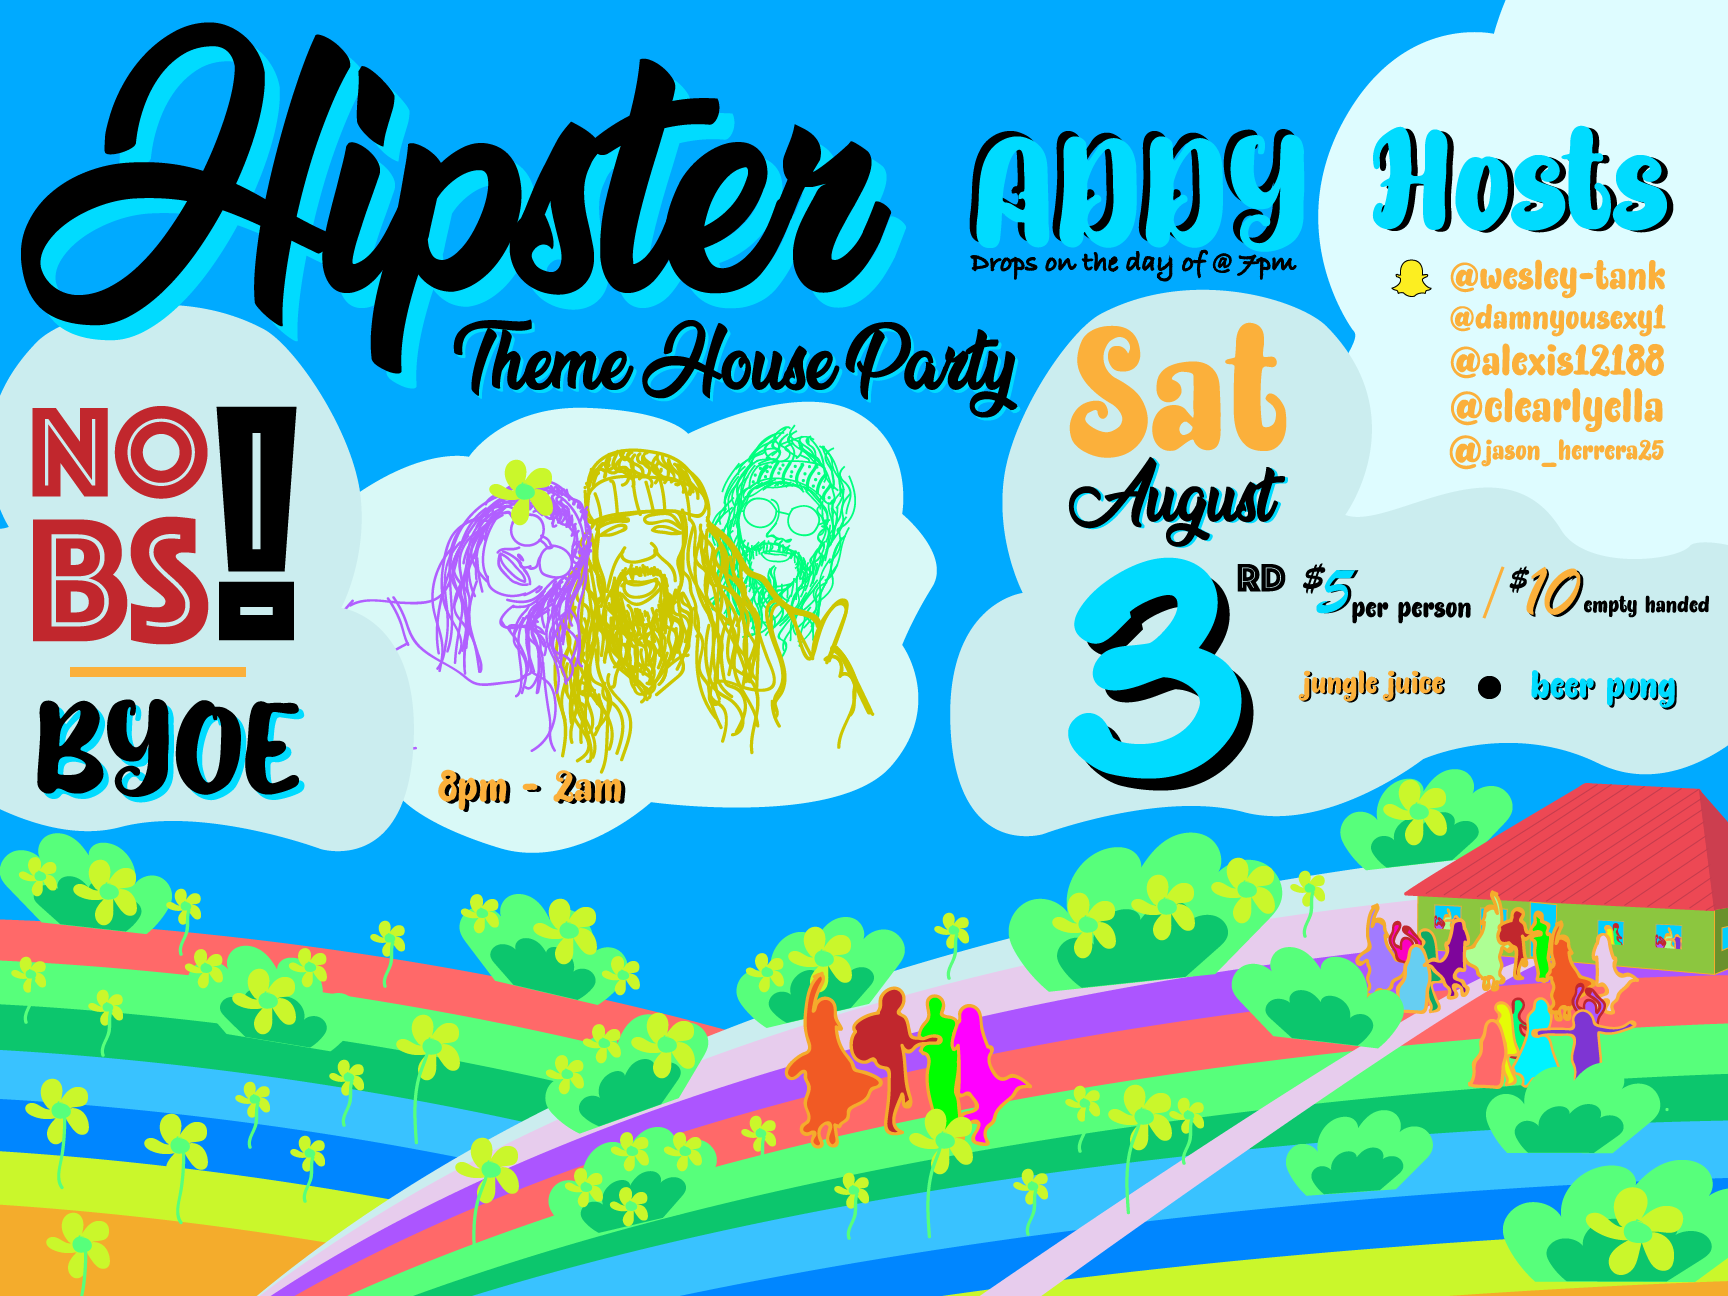 Hipster
Theme House Party
ADDY
Drops on the day of @ 7pm
Hosts
@wesley-tank
@damnyousexy1
@alexis12188
@clearlyella
@jason_herrera25
NO
BS!
BYOE
8pm - 2am
Sat
August
3RD
$5 per person / $10 empty handed
jungle juice • beer pong